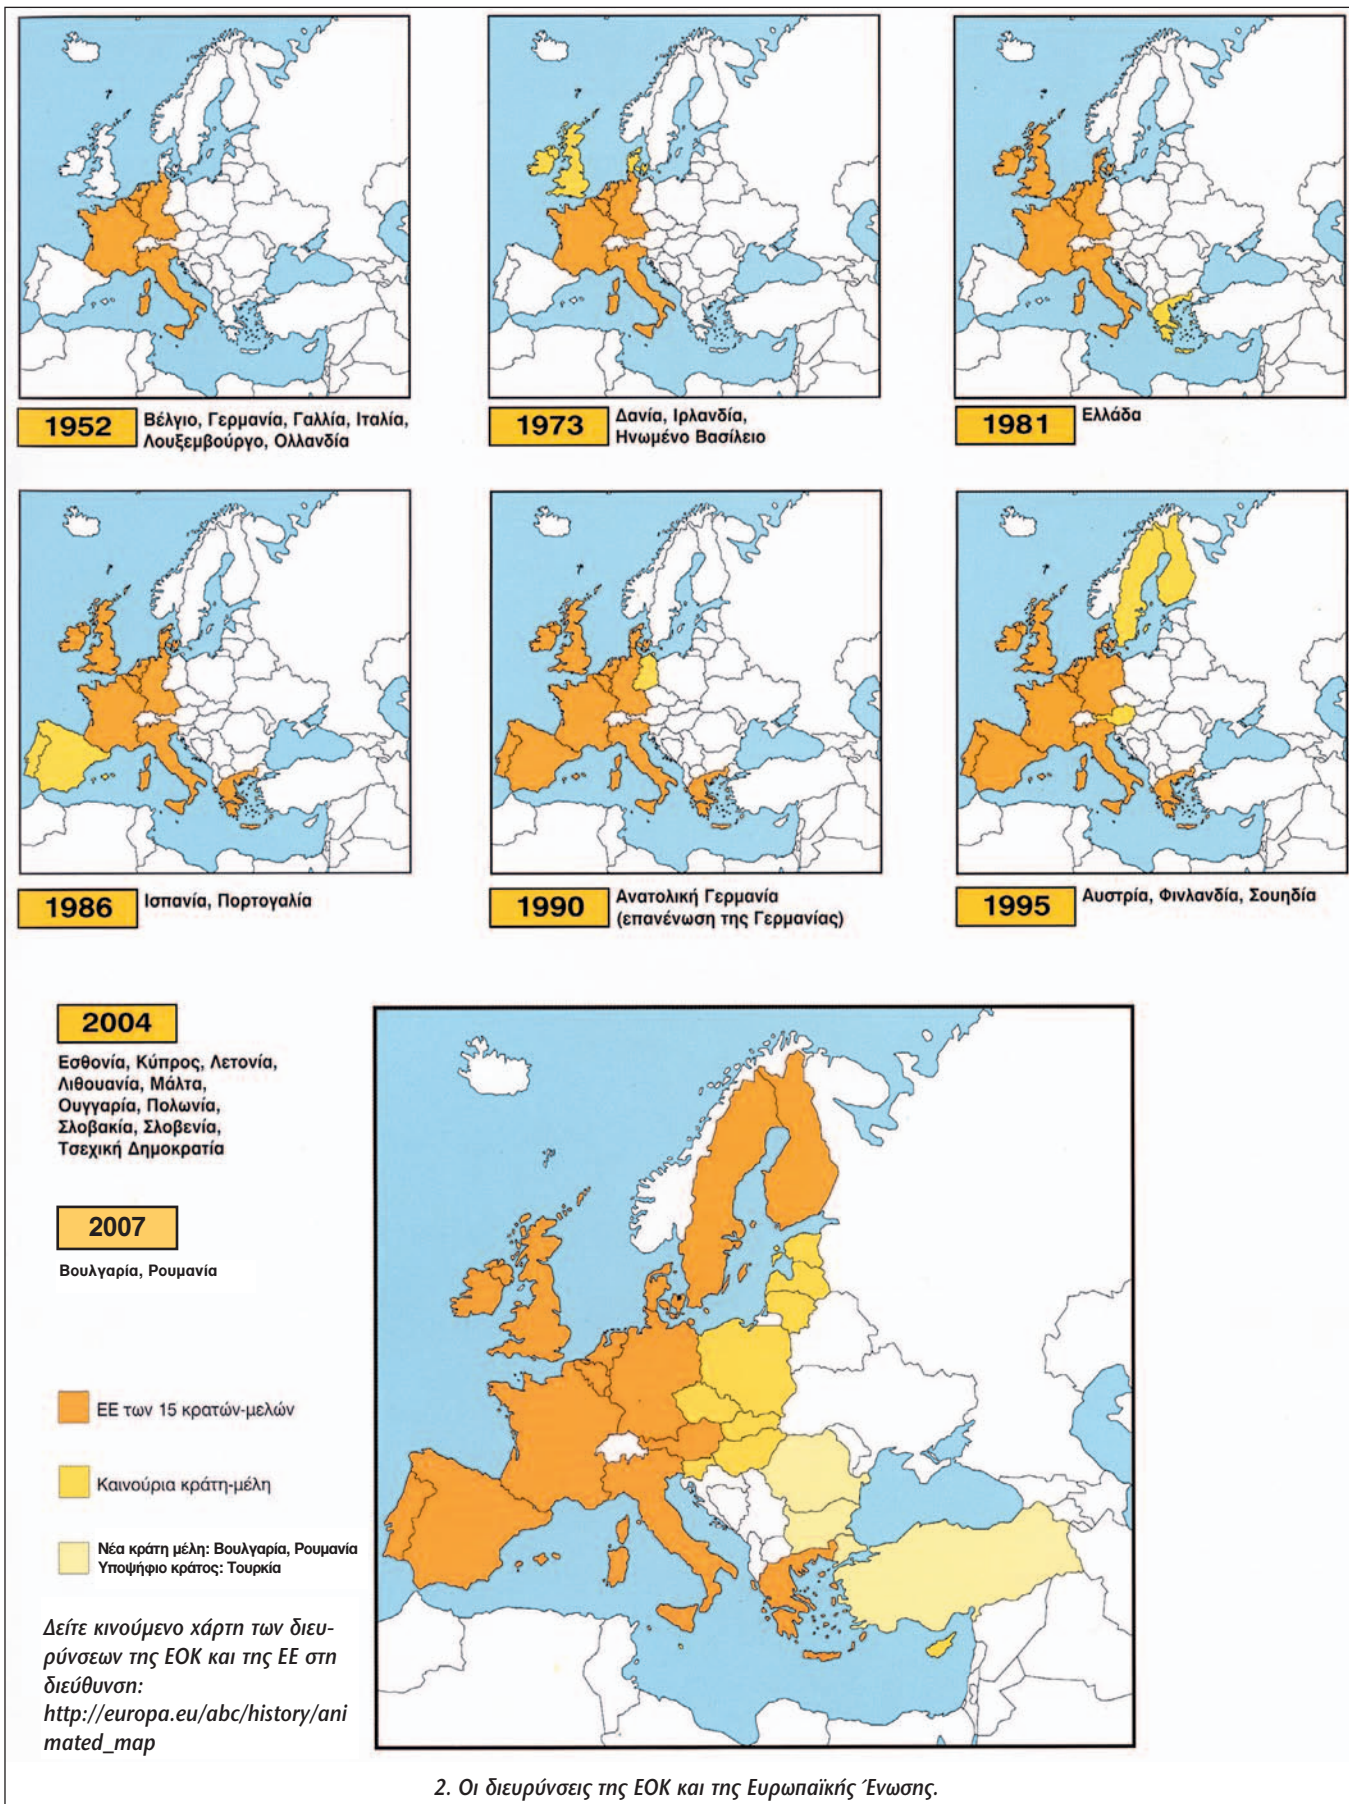 1952
Βέλγιο, Γερμανία, Γαλλία, Ιταλία,
Λουξεμβούργο, Ολλανδία
1973
Δανία, Ιρλανδία,
Ηνωμένο Βασίλειο
1981
Ελλάδα
1986
Ισπανία, Πορτογαλία
1990
Ανατολική Γερμανία
(επανένωση της Γερμανίας)
1995
Αυστρία, Φινλανδία, Σουηδία
2004
Εσθονία, Κύπρος, Λετονία,
Λιθουανία, Μάλτα,
Ουγγαρία, Πολωνία,
Σλοβακία, Σλοβενία,
Τσεχική Δημοκρατία
2007
Βουλγαρία, Ρουμανία
ΕΕ των 15 κρατών-μελών
Καινούρια κράτη-μέλη
Νέα κράτη μέλη: Βουλγαρία, Ρουμανία
Υποψήφιο κράτος: Τουρκία
Δείτε κινούμενο χάρτη των διευ-
ρύνσεων της ΕΟΚ και της ΕΕ στη
διεύθυνση:
http://europa.eu/abc/history/ani
mated_map
2. Οι διευρύνσεις της ΕΟΚ και της Ευρωπαϊκής Ένωσης.